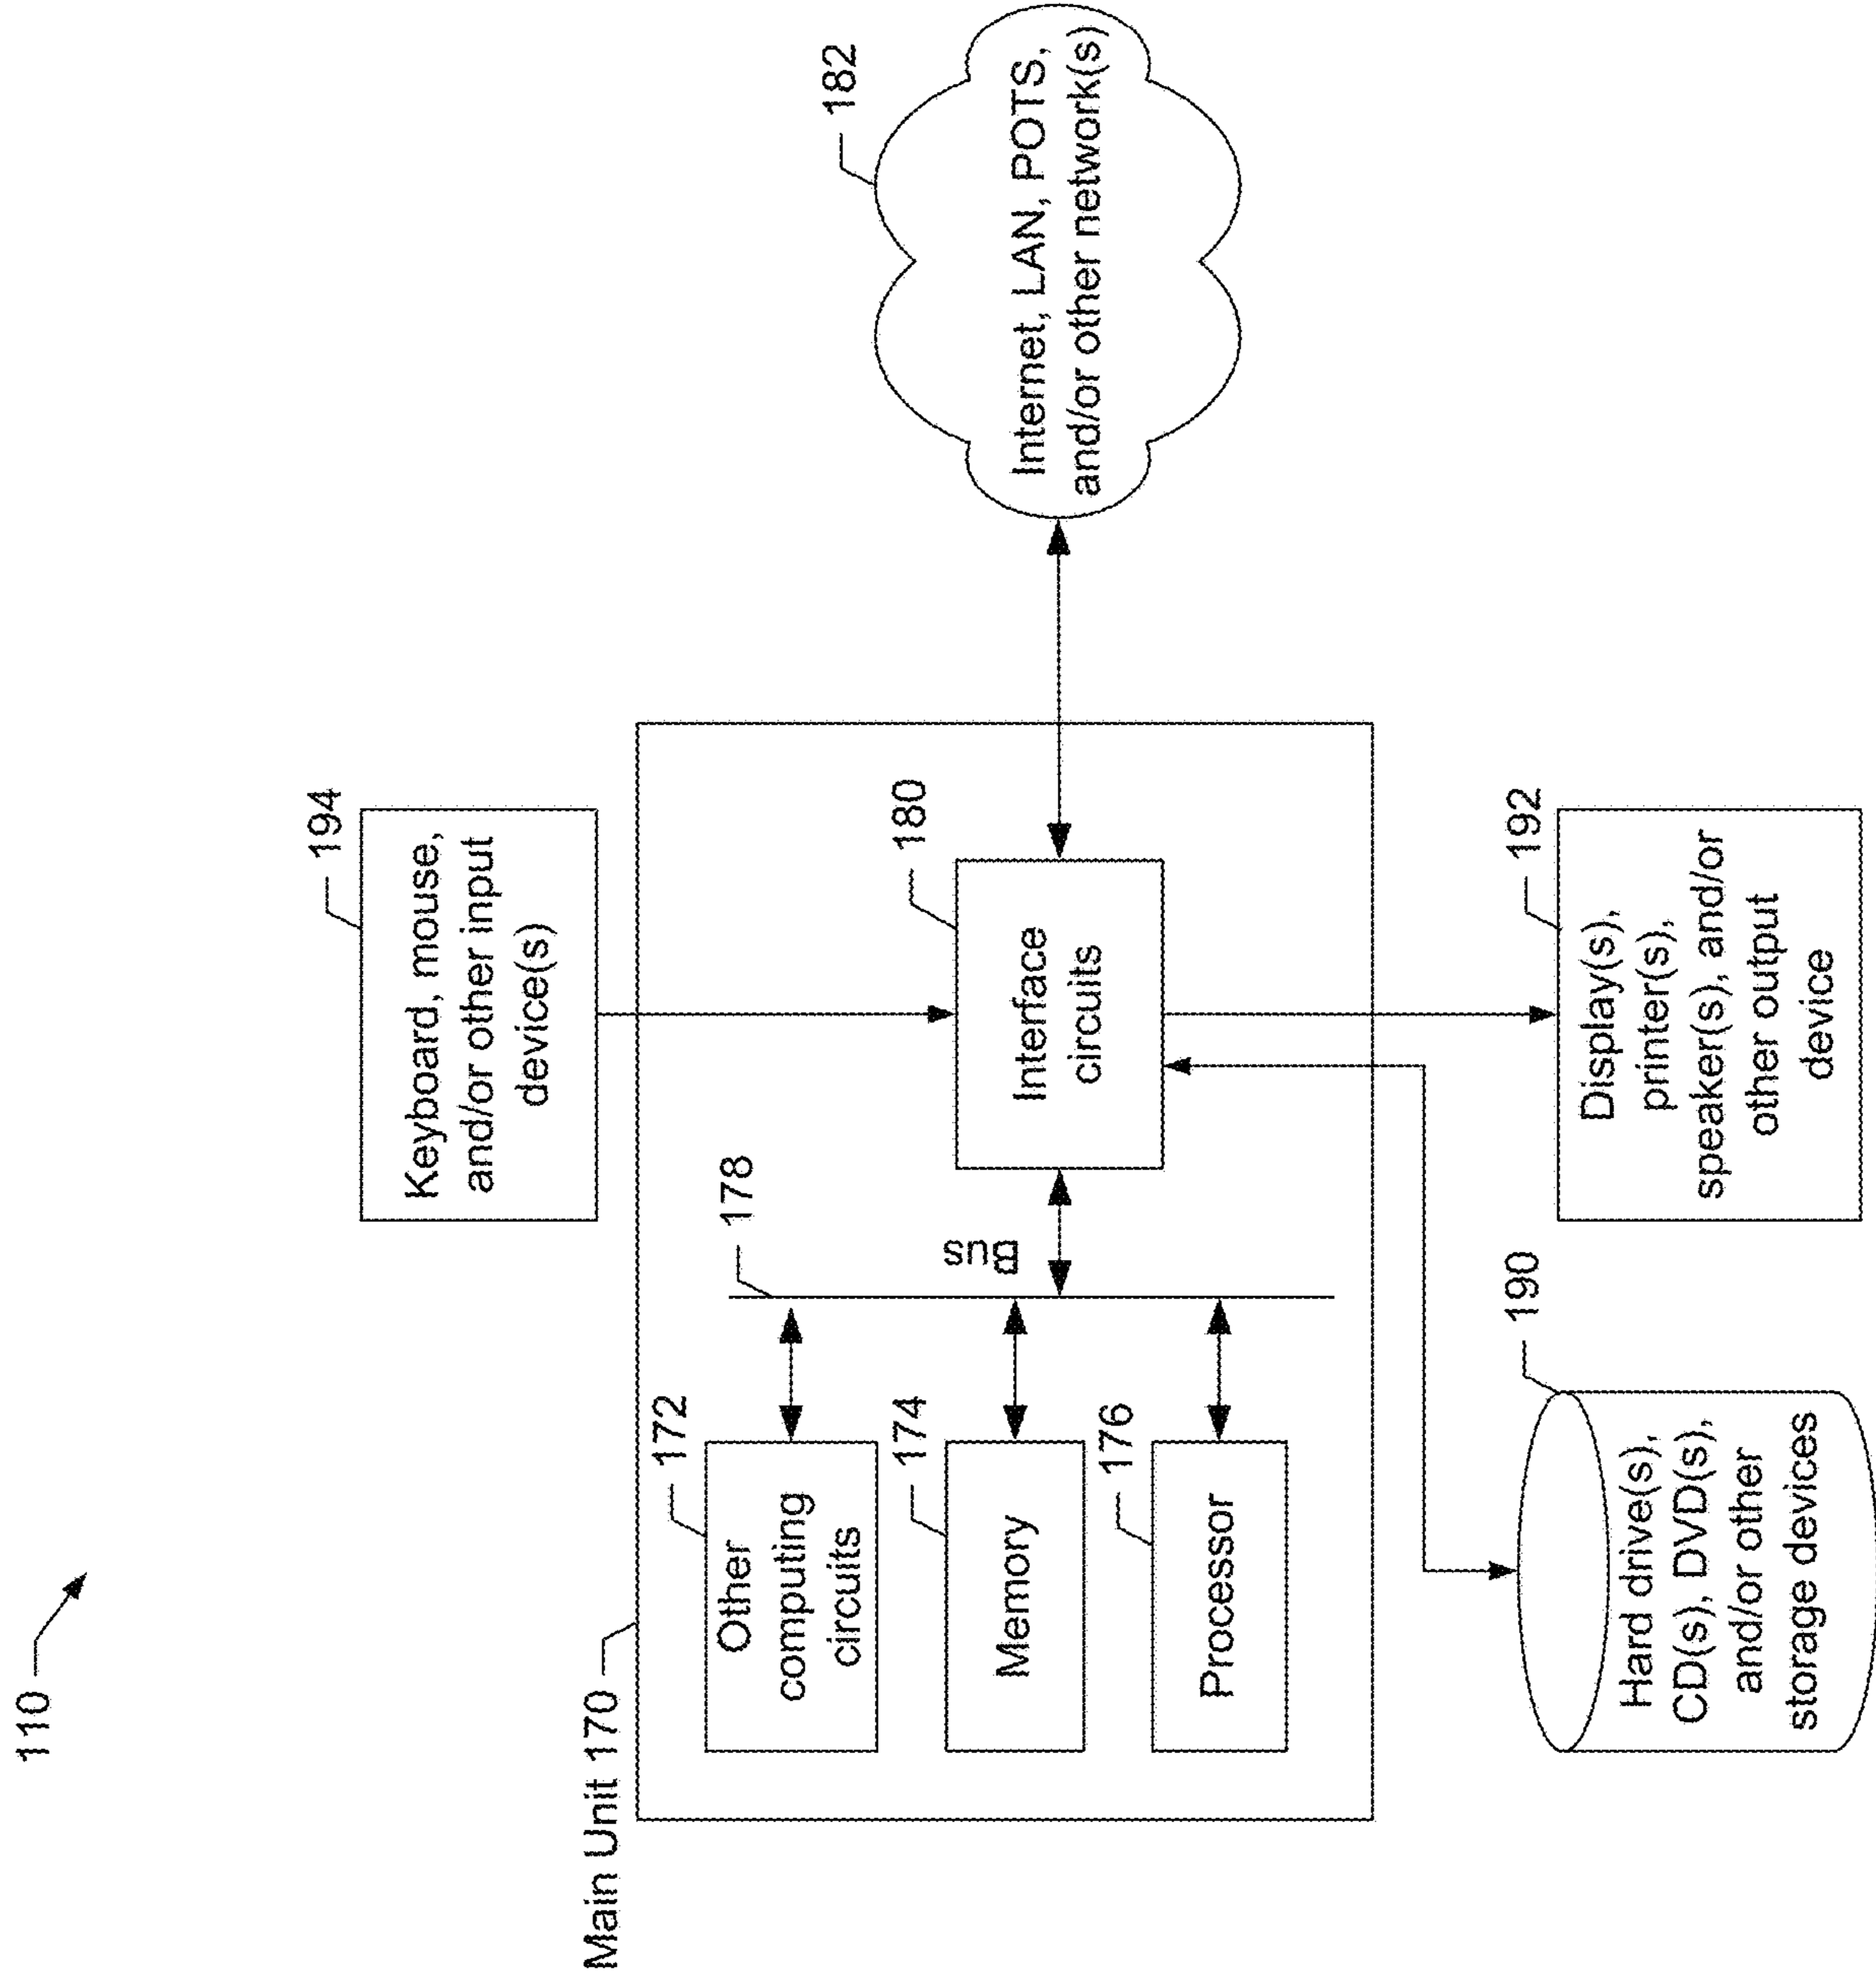 110
194
Keyboard, mouse,
and/or other input
device(s)
Main Unit 170
172
Other
computing
circuits
174
Memory
176
Processor
178
Bus
180
Interface
circuits
182
Internet, LAN, POTS,
and/or other network(s)
190
Hard drive(s),
CD(s), DVD(s),
and/or other
storage devices
192
Display(s),
printer(s),
speaker(s), and/or
other output
device